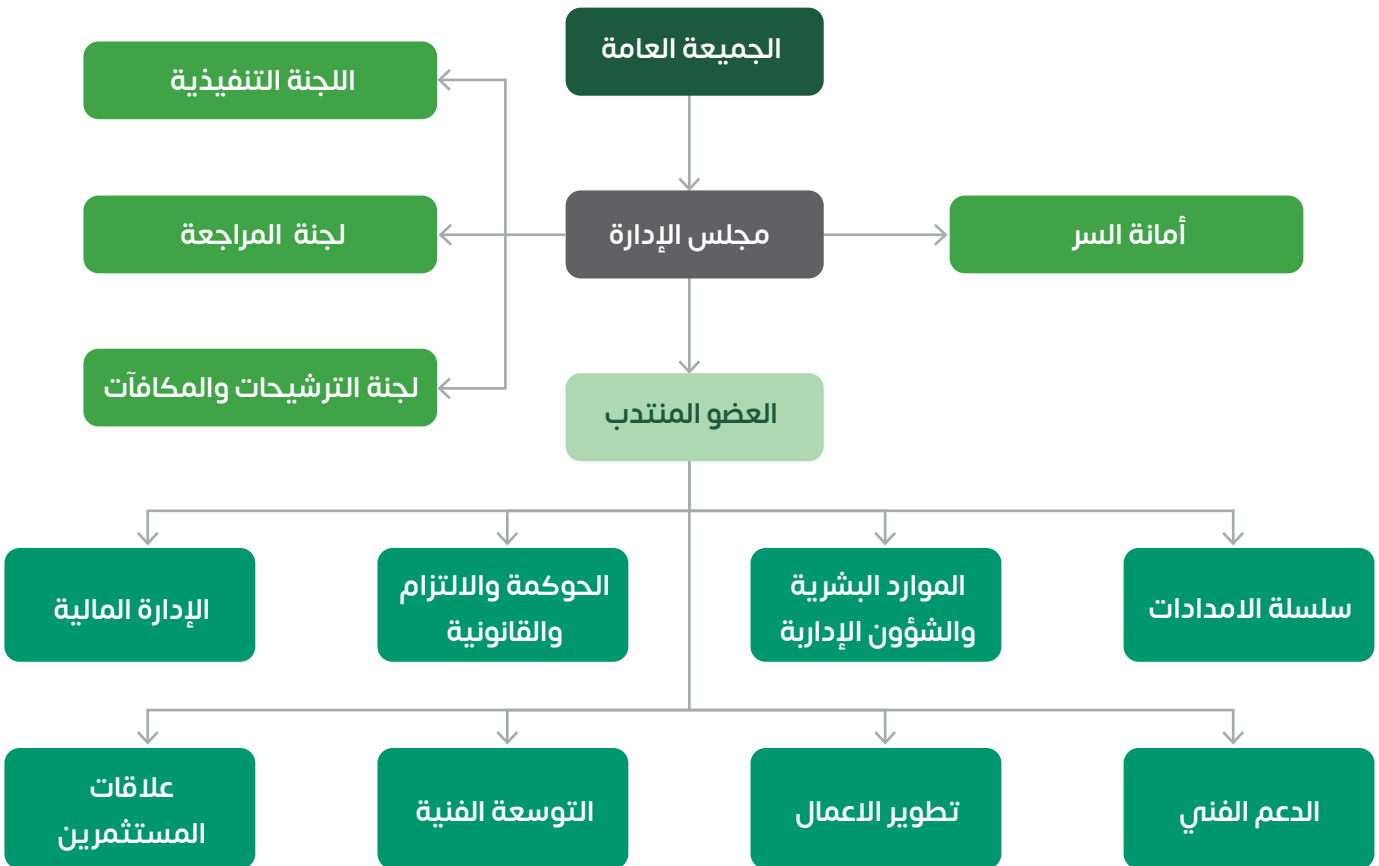 الجميعة العامة
اللجنة التنفيذية
أمانة السر
مجلس الإدارة
لجنة المراجعة
لجنة الترشيحات والمكافآت
العضو المنتدب
سلسلة الامدادات
الموارد البشرية
والشؤون الإداربة
الحوكمة والالتزام
والقانونية
الإدارة المالية
الدعم الفني
تطوير الاعمال
التوسعة الفنية
علاقات
المستثمرين